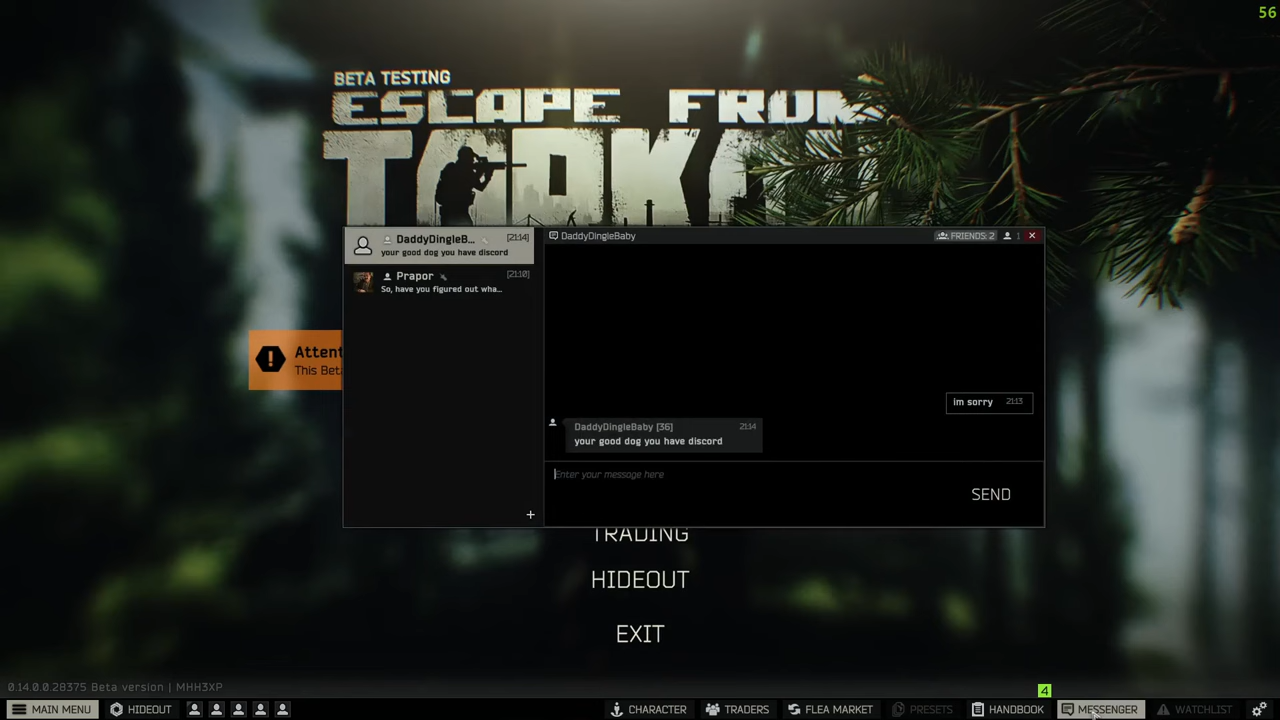 56
BETA TESTING
ESCAPE FROM
TARKOV
DaddyDingleB... [21:14]
your good dog you have discord
Prapor [21:10]
So, have you figured out wha...
DaddyDingleBaby
FRIENDS: 2
1
im sorry 21:13
DaddyDingleBaby [36] 21:14
your good dog you have discord
Enter your message here
SEND
+
Attent
This Beta
TRADING
HIDEOUT
EXIT
0.14.0.0.28375 Beta version | MHH3XP
4
MAIN MENU HIDEOUT CHARACTER TRADERS FLEA MARKET PRESETS HANDBOOK MESSENGER WATCHLIST